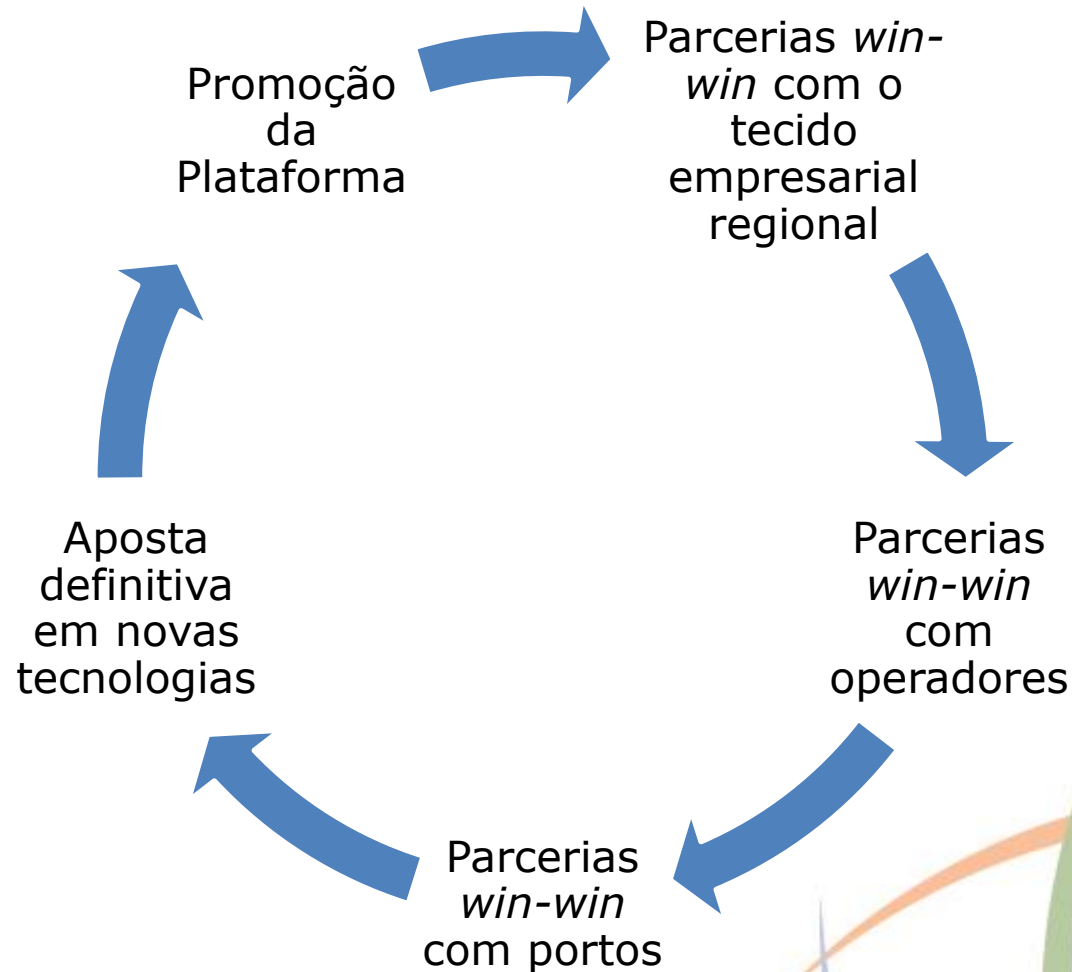 Promoção
da
Plataforma
Parcerias win-
win com o
tecido
empresarial
regional
Parcerias
win-win
com
operadores
Parcerias
win-win
com portos
Aposta
definitiva
em novas
tecnologias